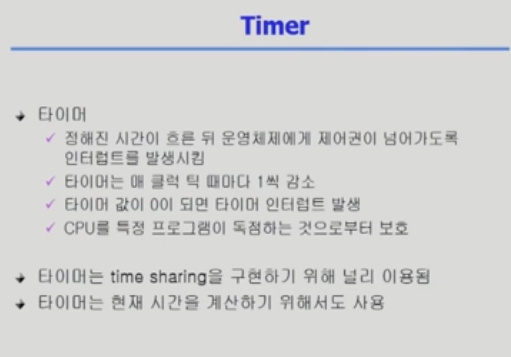 Timer
타이머
정해진 시간이 흐른 뒤 운영체제에게 제어권이 넘어가도록
인터럽트를 발생시킴
타이머는 매 클럭 틱 때마다 1씩 감소
타이머 값이 0이 되면 타이머 인터럽트 발생
CPU를 특정 프로그램이 독점하는 것으로부터 보호
타이머는 time sharing을 구현하기 위해 널리 이용됨
타이머는 현재 시간을 계산하기 위해서도 사용